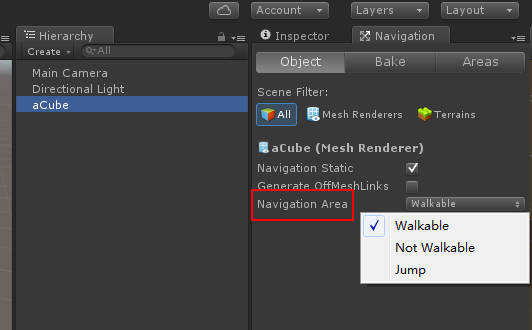 Account Layers Layout
Hierarchy
Create All
Main Camera
Directional Light
aCube
Inspector Navigation
Object Bake Areas
Scene Filter:
All Mesh Renderers Terrains
aCube (Mesh Renderer)
Navigation Static
Generate OffMeshLinks
Navigation Area Walkable
Walkable
Not Walkable
Jump